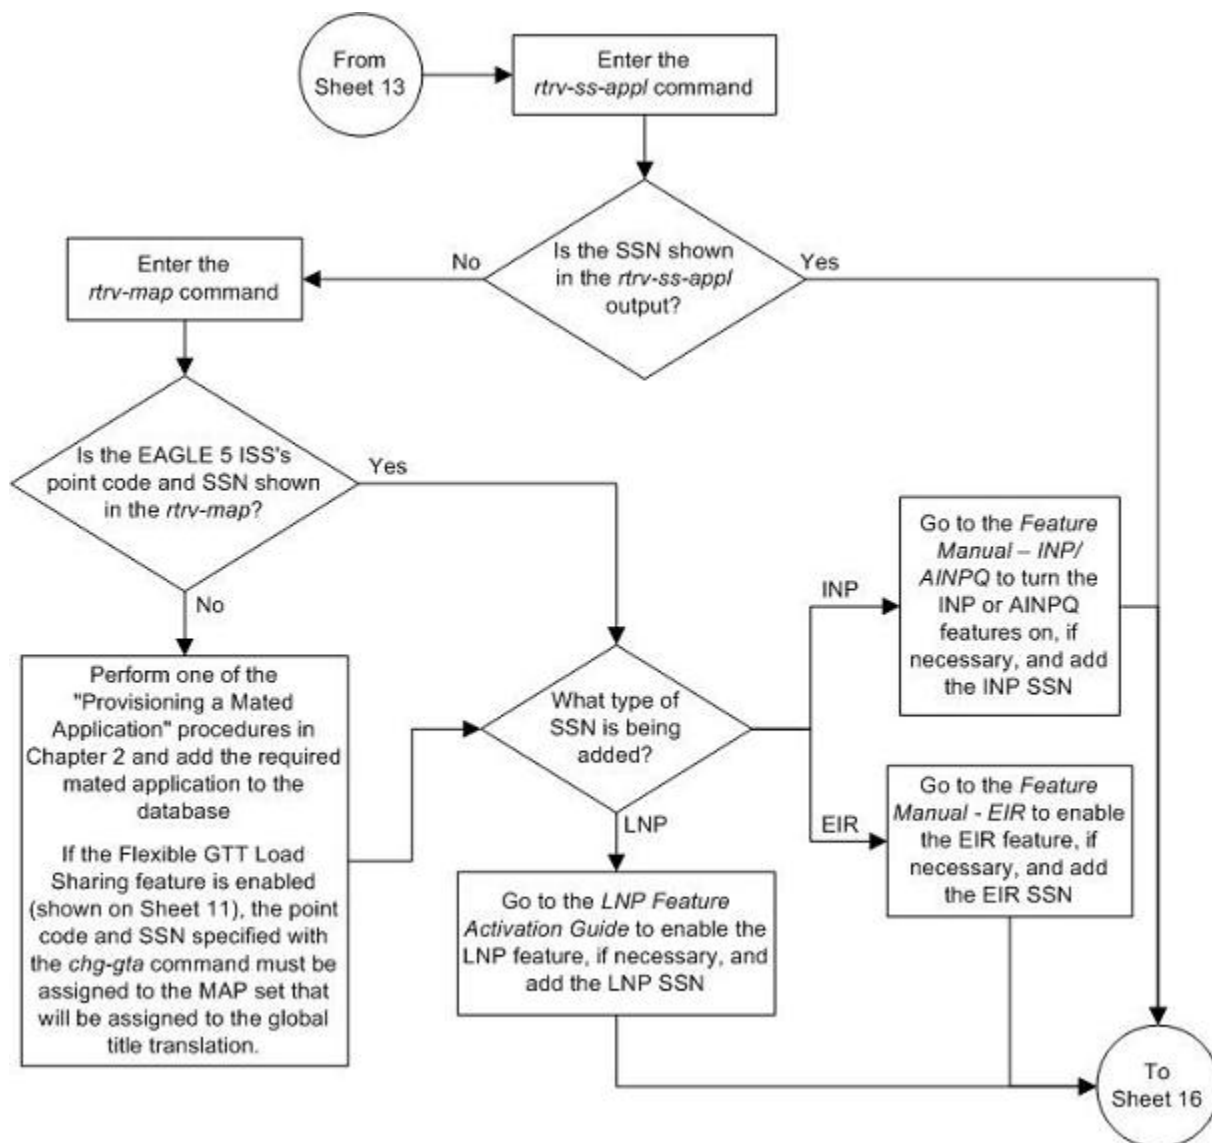 From
Sheet 13
Enter the
rtrv-ss-appl command
Is the SSN shown
in the rtrv-ss-appl
output?
No
Yes
Enter the
rtrv-map command
Is the EAGLE 5 ISS's
point code and SSN shown
in the rtrv-map?
Yes
No
Perform one of the
"Provisioning a Mated
Application" procedures in
Chapter 2 and add the required
mated application to the
database
If the Flexible GTT Load
Sharing feature is enabled
(shown on Sheet 11), the point
code and SSN specified with
the chg-gta command must be
assigned to the MAP set that
will be assigned to the global
title translation.
What type of
SSN is being
added?
INP
Go to the Feature
Manual – INP/
AINPQ to turn the
INP or AINPQ
features on, if
necessary, and add
the INP SSN
EIR
Go to the Feature
Manual - EIR to enable
the EIR feature, if
necessary, and add
the EIR SSN
LNP
Go to the LNP Feature
Activation Guide to enable the
LNP feature, if necessary, and
add the LNP SSN
To
Sheet 16